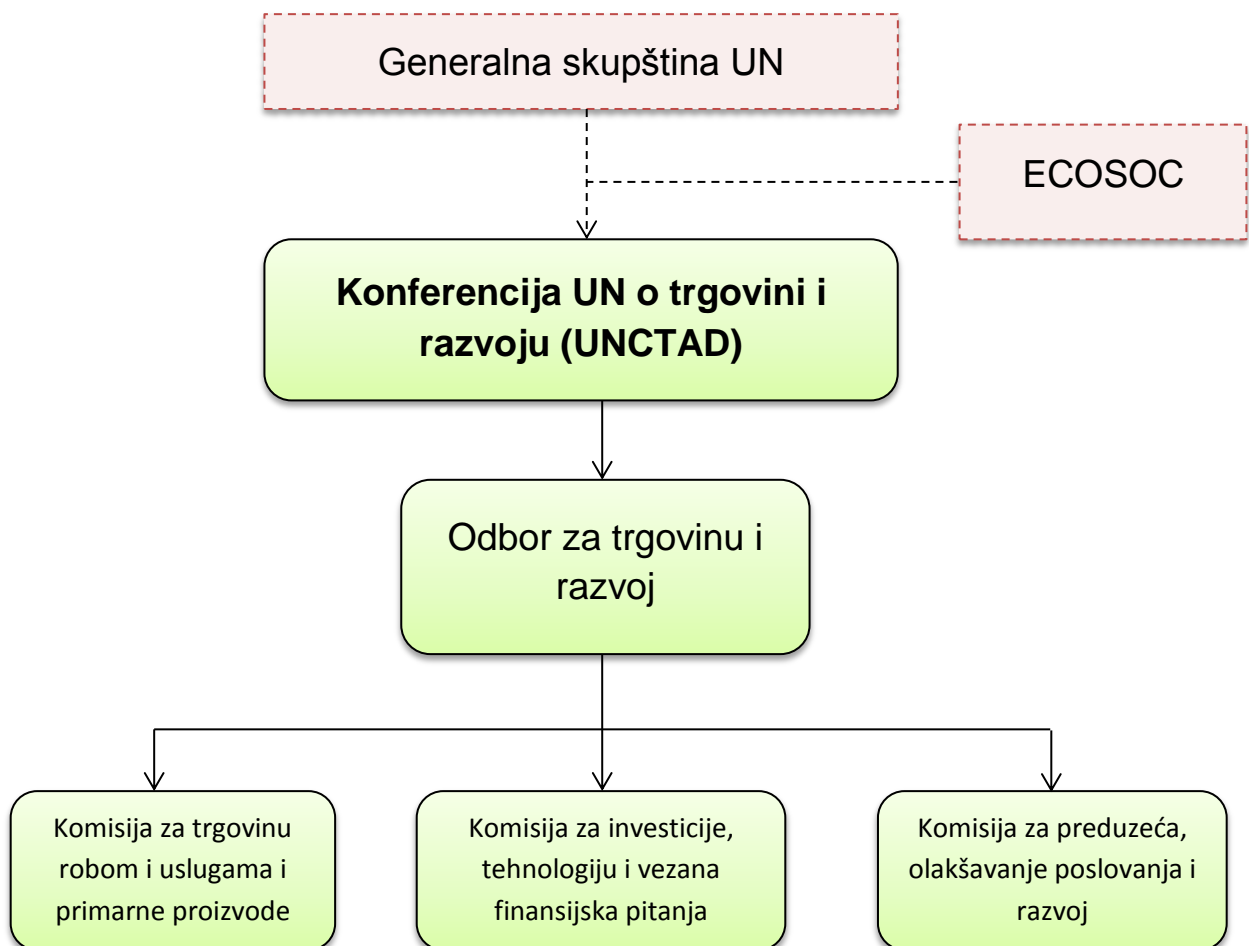 Generalna skupština UN
ECOSOC
Konferencija UN o trgovini i
razvoju (UNCTAD)
Odbor za trgovinu i
razvoj
Komisija za trgovinu
robom i uslugama i
primarne proizvode
Komisija za investicije,
tehnologiju i vezana
finansijska pitanja
Komisija za preduzeća,
olakšavanje poslovanja i
razvoj